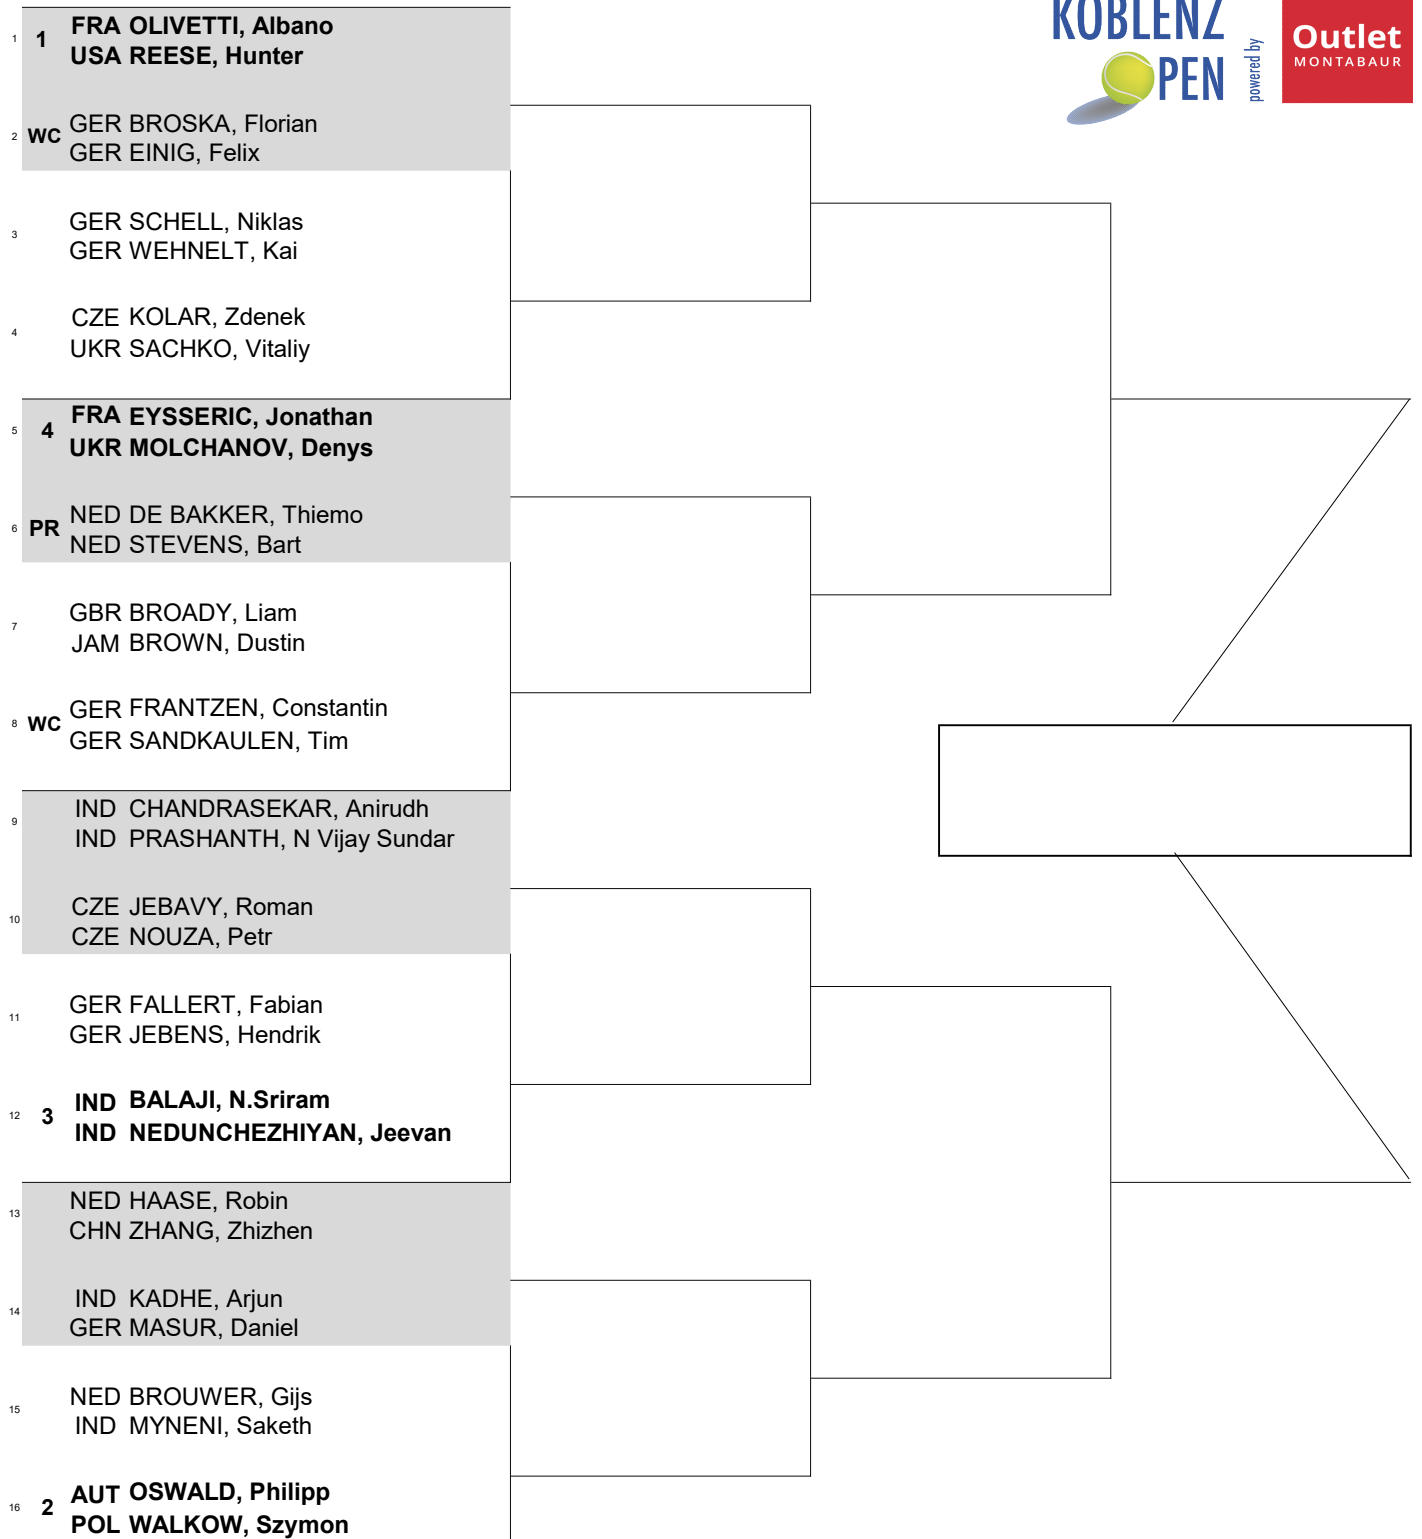 KOBLENZ
OPEN
powered by
Outlet
MONTABAUR
1 1 FRA OLIVETTI, Albano
USA REESE, Hunter
2 WC GER BROSKA, Florian
GER EINIG, Felix
3 GER SCHELL, Niklas
GER WEHNELT, Kai
4 CZE KOLAR, Zdenek
UKR SACHKO, Vitaliy
5 4 FRA EYSSERIC, Jonathan
UKR MOLCHANOV, Denys
6 PR NED DE BAKKER, Thiemo
NED STEVENS, Bart
7 GBR BROADY, Liam
JAM BROWN, Dustin
8 WC GER FRANTZEN, Constantin
GER SANDKAULEN, Tim
9 IND CHANDRASEKAR, Anirudh
IND PRASHANTH, N Vijay Sundar
10 CZE JEBAVY, Roman
CZE NOUZA, Petr
11 GER FALLERT, Fabian
GER JEBENS, Hendrik
12 3 IND BALAJI, N.Sriram
IND NEDUNCHEZHIYAN, Jeevan
13 NED HAASE, Robin
CHN ZHANG, Zhizhen
14 IND KADHE, Arjun
GER MASUR, Daniel
15 NED BROUWER, Gijs
IND MYNENI, Saketh
16 2 AUT OSWALD, Philipp
POL WALKOW, Szymon